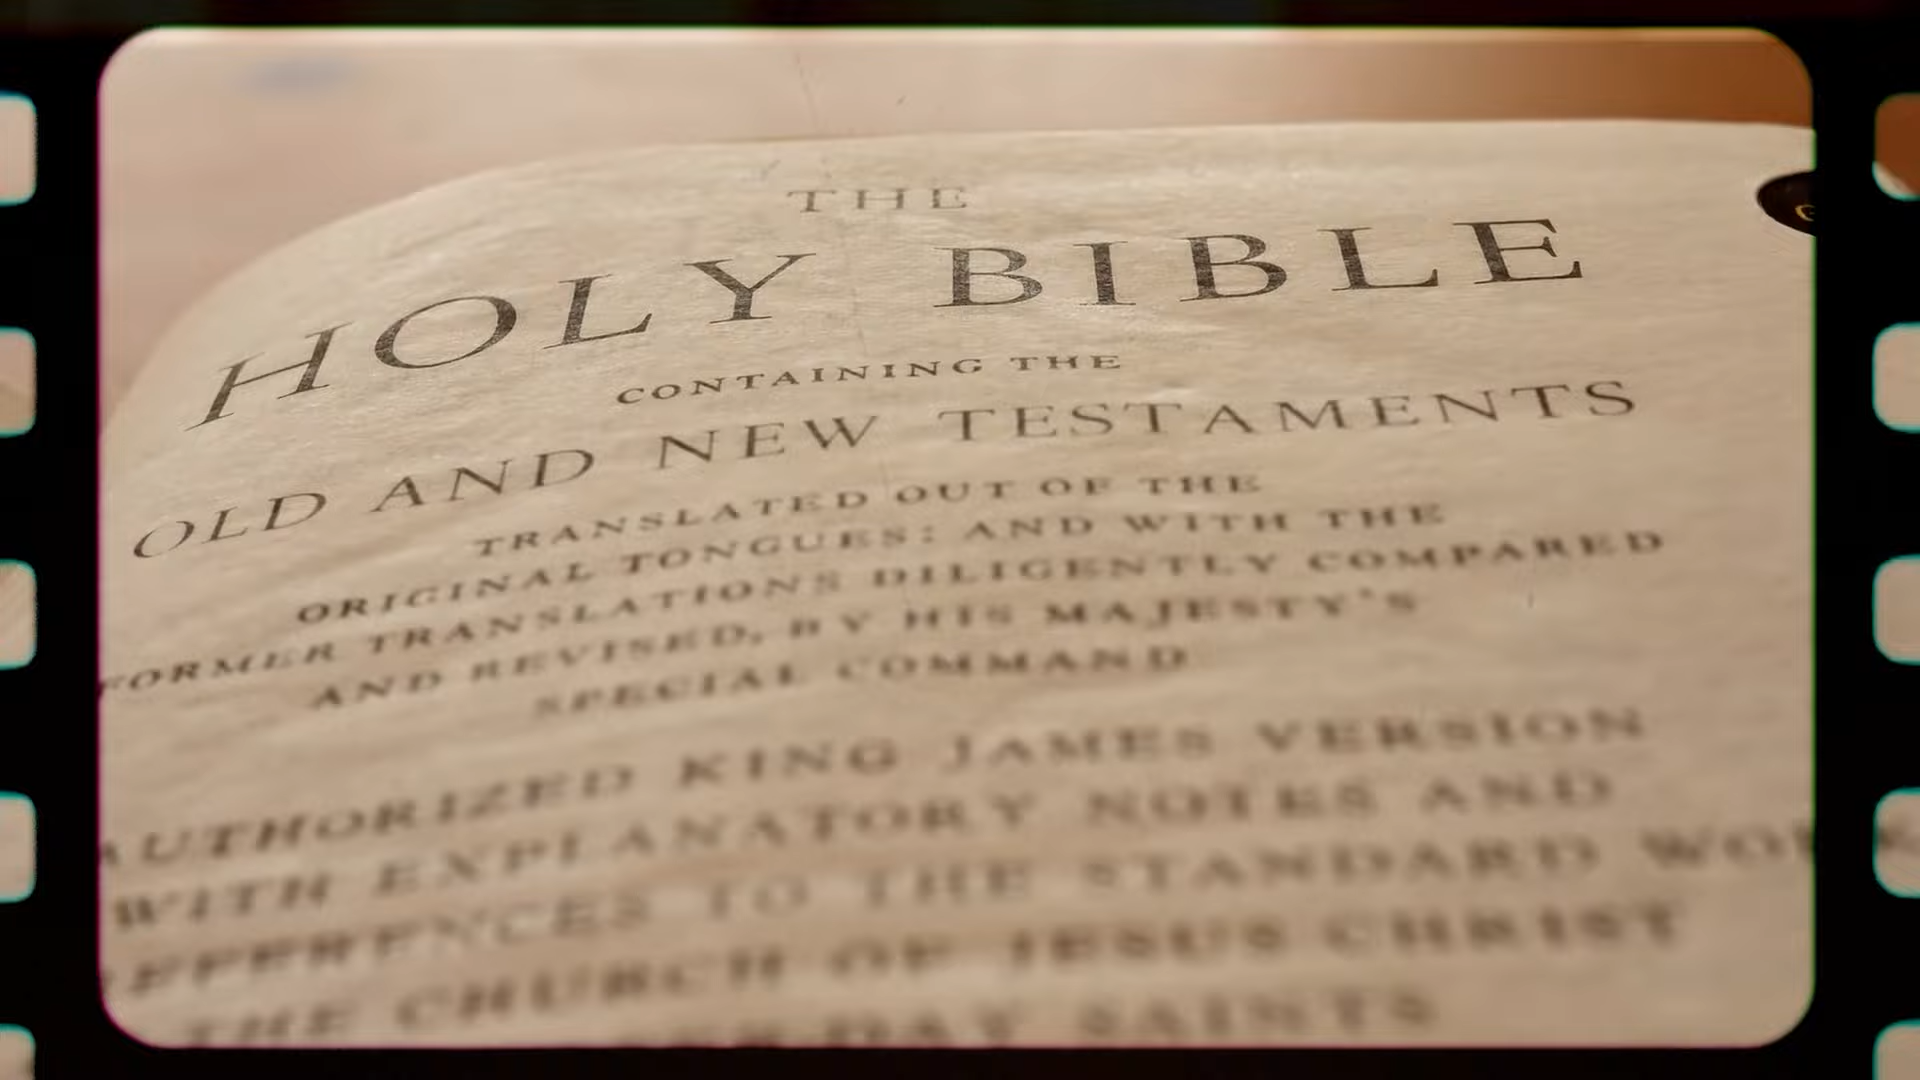 THE
HOLY BIBLE
CONTAINING THE
OLD AND NEW TESTAMENTS
TRANSLATED OUT OF THE
ORIGINAL TONGUES: AND WITH THE
FORMER TRANSLATIONS DILIGENTLY COMPARED
AND REVISED, BY HIS MAJESTY'S
SPECIAL COMMAND
AUTHORIZED KING JAMES VERSION
WITH EXPLANATORY NOTES AND
TO THE STANDARD
THE CHURCH OF JESUS CHRIST
SAINTS